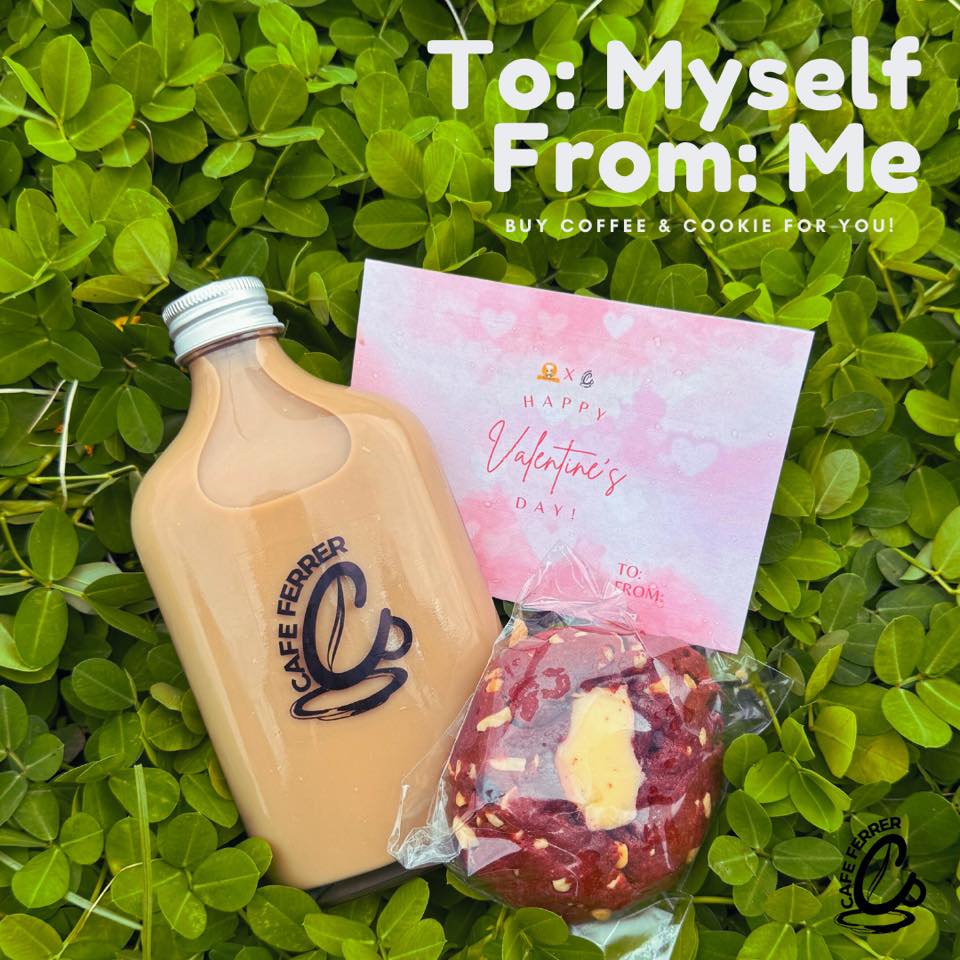 To: Myself
From: Me
BUY COFFEE & COOKIE FOR YOU!
X
HAPPY
Valentine's
DAY!
TO:
FROM:
CAFE FERRER
CAFE FERRER